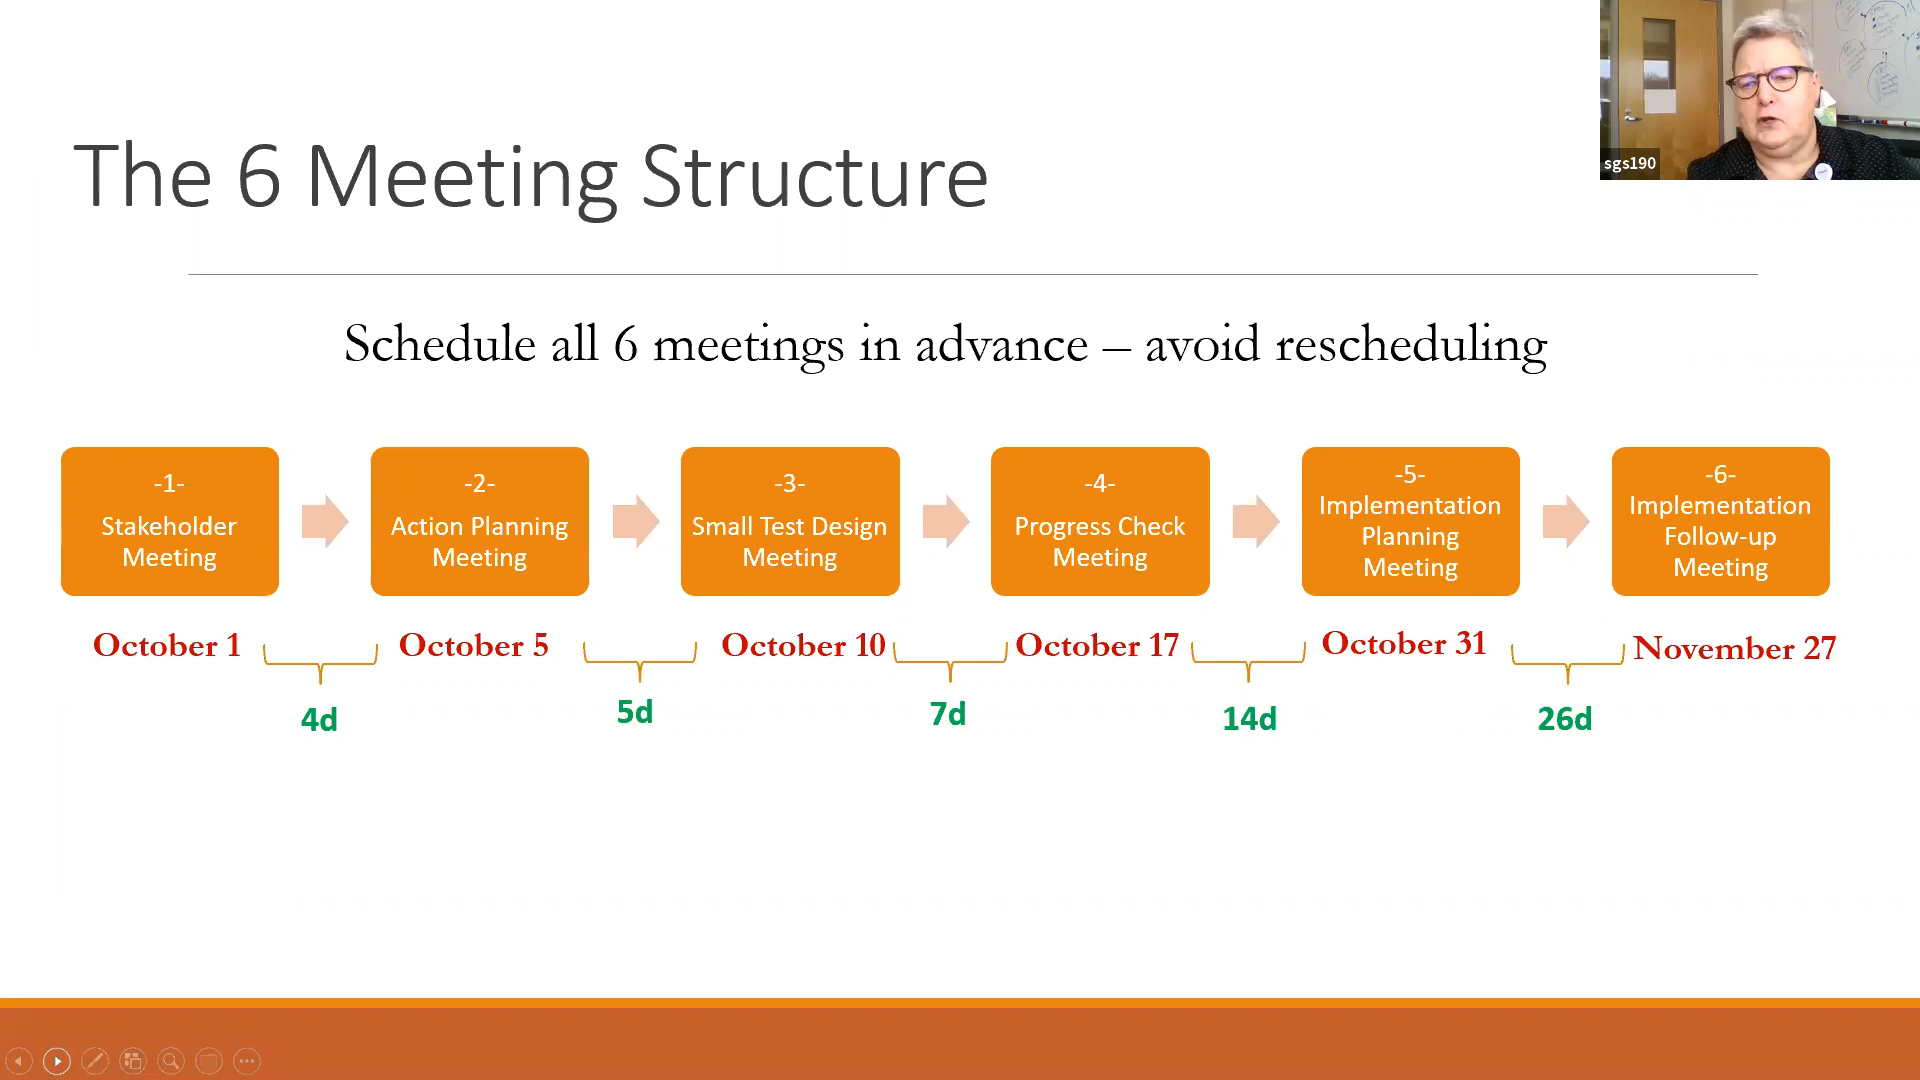 sgs190
The 6 Meeting Structure
Schedule all 6 meetings in advance – avoid rescheduling
-1-
Stakeholder
Meeting
-2-
Action Planning
Meeting
-3-
Small Test Design
Meeting
-4-
Progress Check
Meeting
-5-
Implementation
Planning
Meeting
-6-
Implementation
Follow-up
Meeting
October 1
October 5
October 10
October 17
October 31
November 27
4d
5d
7d
14d
26d